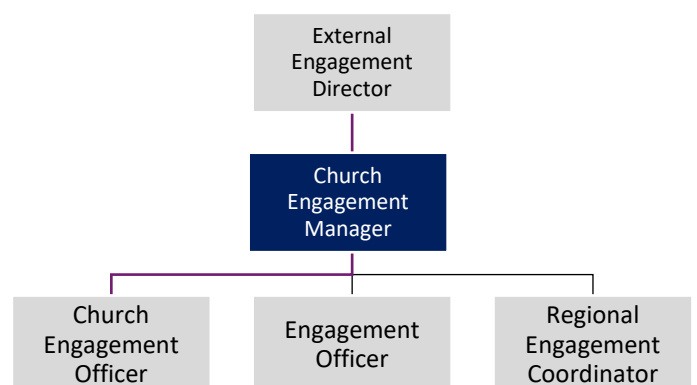 External
Engagement
Director
Church
Engagement
Manager
Church
Engagement
Officer
Engagement
Officer
Regional
Engagement
Coordinator